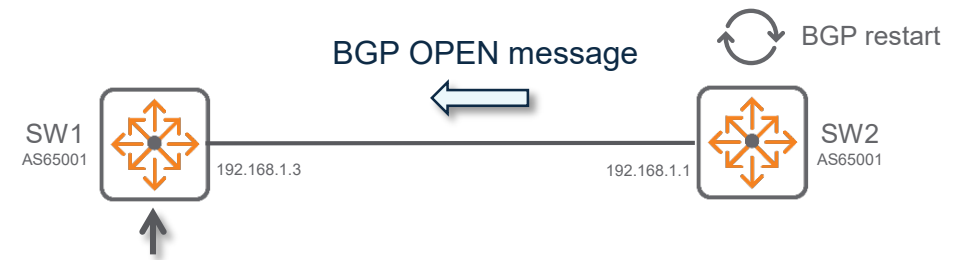 BGP restart
BGP OPEN message
SW1
AS65001
192.168.1.3
192.168.1.1
SW2
AS65001